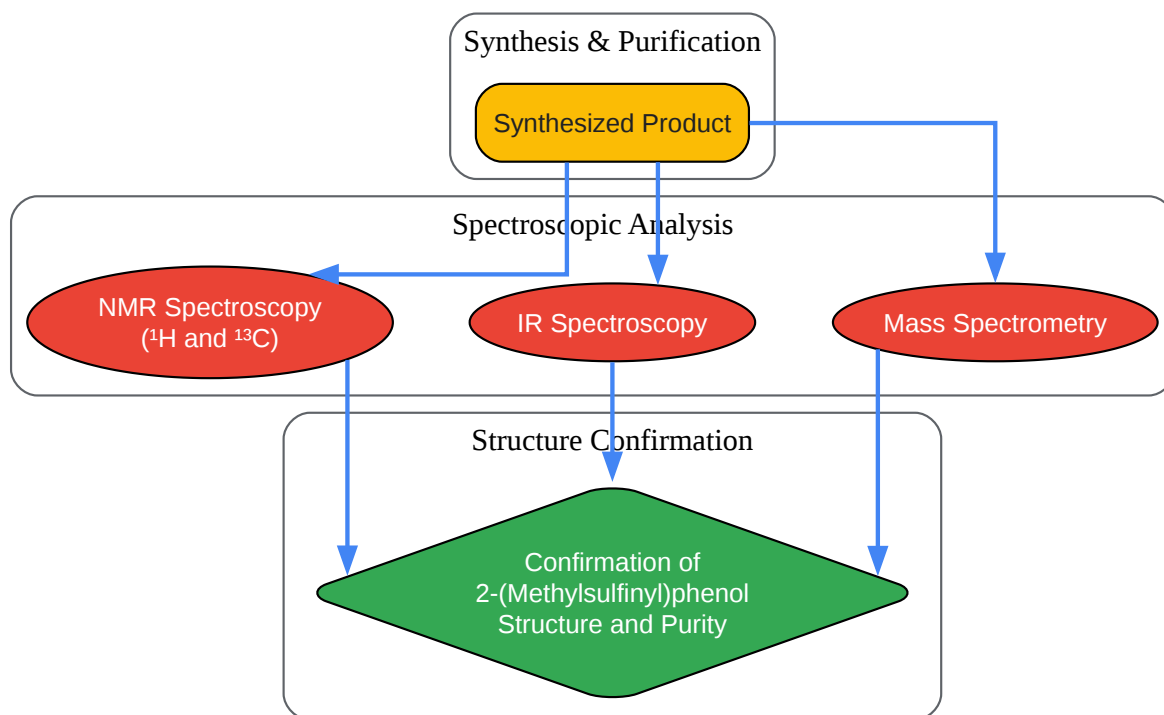 Synthesis & Purification
Synthesized Product
Spectroscopic Analysis
NMR Spectroscopy
(¹H and ¹³C)
IR Spectroscopy
Mass Spectrometry
Structure Confirmation
Confirmation of
2-(Methylsulfinyl)phenol
Structure and Purity